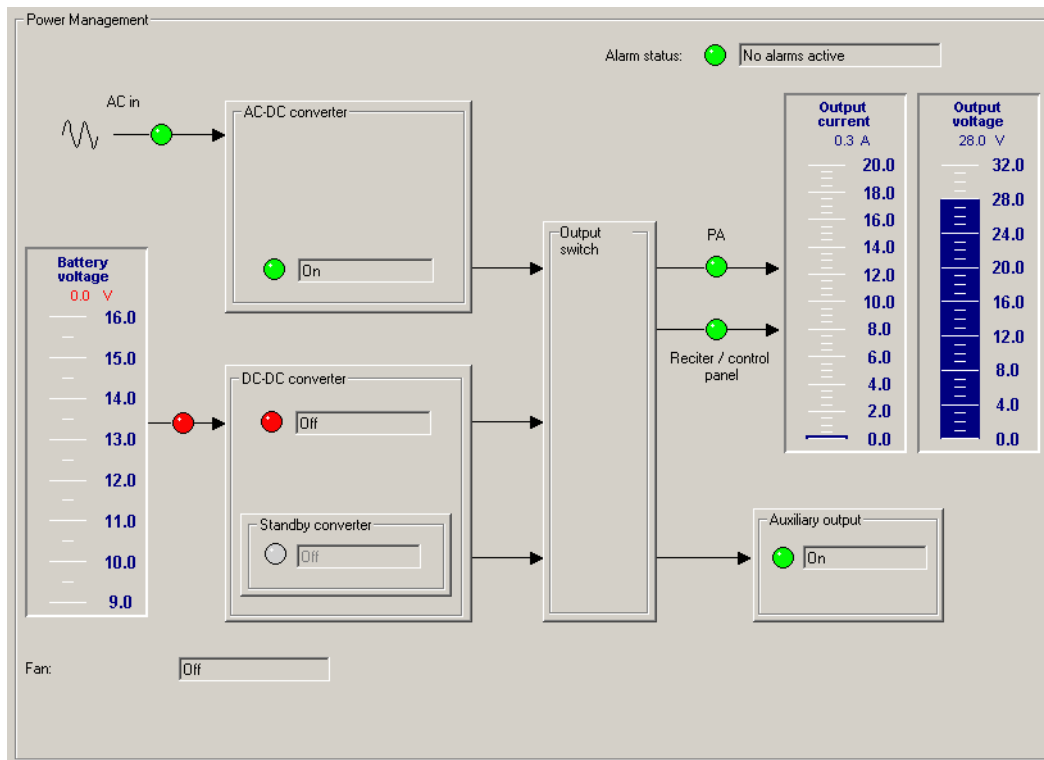 Power Management
Alarm status:
No alarms active
AC in
AC-DC converter
On
Output
current
0.3 A
20.0
18.0
16.0
14.0
12.0
10.0
8.0
6.0
4.0
2.0
0.0
Output
voltage
28.0 V
32.0
28.0
24.0
20.0
16.0
12.0
8.0
4.0
0.0
Output
switch
PA
Reciter / control
panel
Battery
voltage
0.0 V
16.0
15.0
14.0
13.0
12.0
11.0
10.0
9.0
DC-DC converter
Off
Standby converter
Off
Auxiliary output
On
Fan:
Off